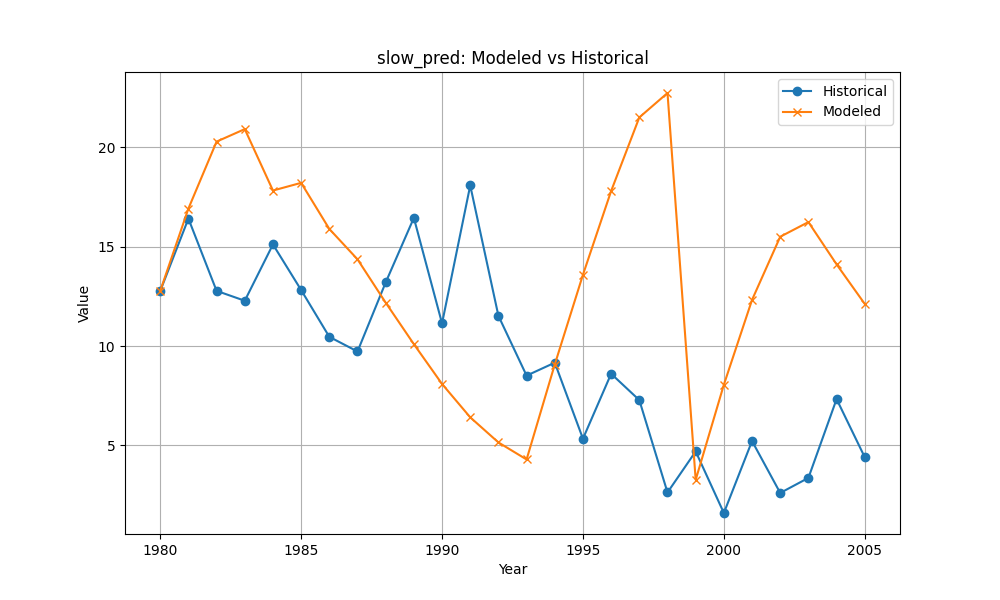 slow_pred: Modeled vs Historical
Historical
Modeled
Value
20
15
10
5
1980 1985 1990 1995 2000 2005
Year